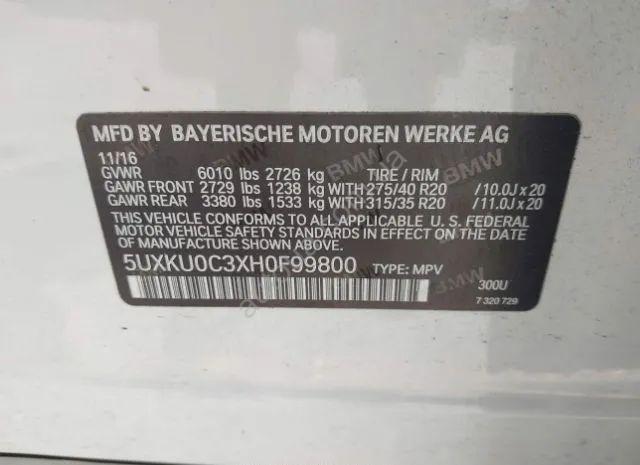 MFD BY BAYERISCHE MOTOREN WERKE AG
11/16
GVWR 6010 lbs 2726 kg TIRE / RIM
GAWR FRONT 2729 lbs 1238 kg WITH 275/40 R20 /10.0J x 20
GAWR REAR 3380 lbs 1533 kg WITH 315/35 R20 /11.0J x 20
THIS VEHICLE CONFORMS TO ALL APPLICABLE U. S. FEDERAL
MOTOR VEHICLE SAFETY STANDARDS IN EFFECT ON THE
DATE OF MANUFACTURE SHOWN ABOVE.
5UXKU0C3XH0F99800 TYPE: MPV
300U
7 320 729